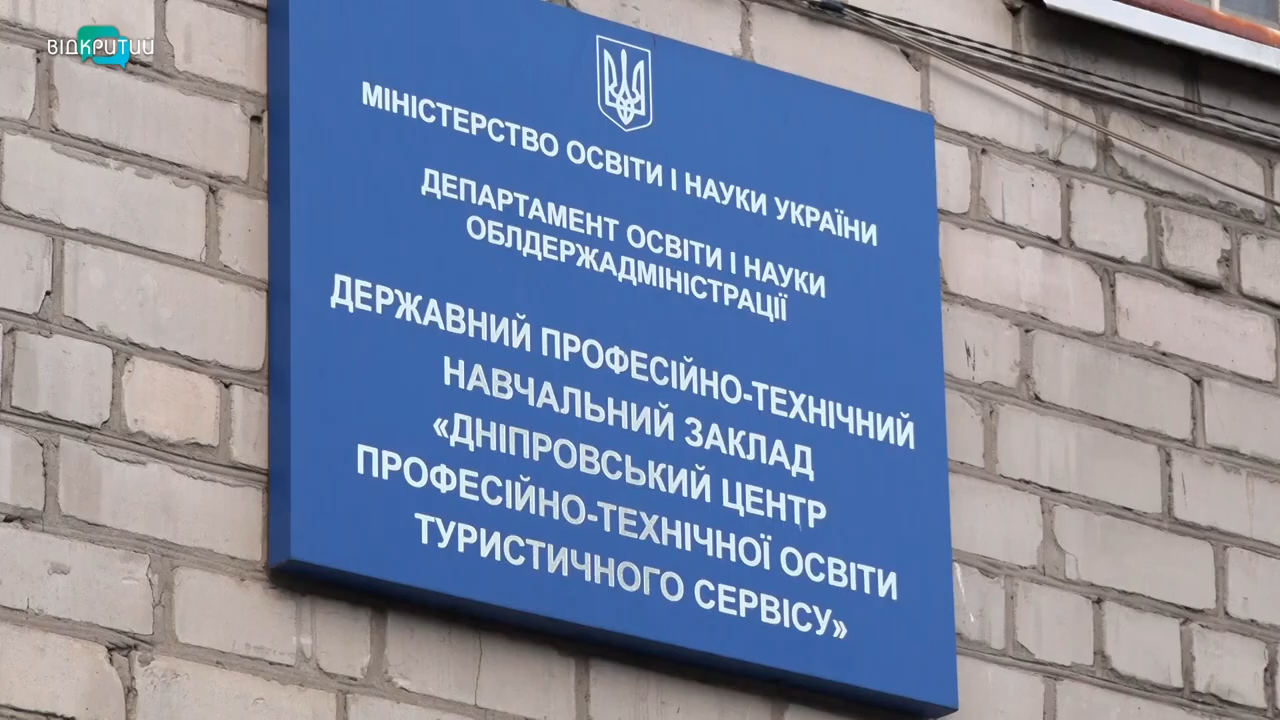 ВІДКРИТИЙ
МІНІСТЕРСТВО ОСВІТИ І НАУКИ УКРАЇНИ
ДЕПАРТАМЕНТ ОСВІТИ І НАУКИ
ОБЛДЕРЖАДМІНІСТРАЦІЇ
ДЕРЖАВНИЙ ПРОФЕСІЙНО-ТЕХНІЧНИЙ
НАВЧАЛЬНИЙ ЗАКЛАД
«ДНІПРОВСЬКИЙ ЦЕНТР
ПРОФЕСІЙНО-ТЕХНІЧНОЇ ОСВІТИ
ТУРИСТИЧНОГО СЕРВІСУ»